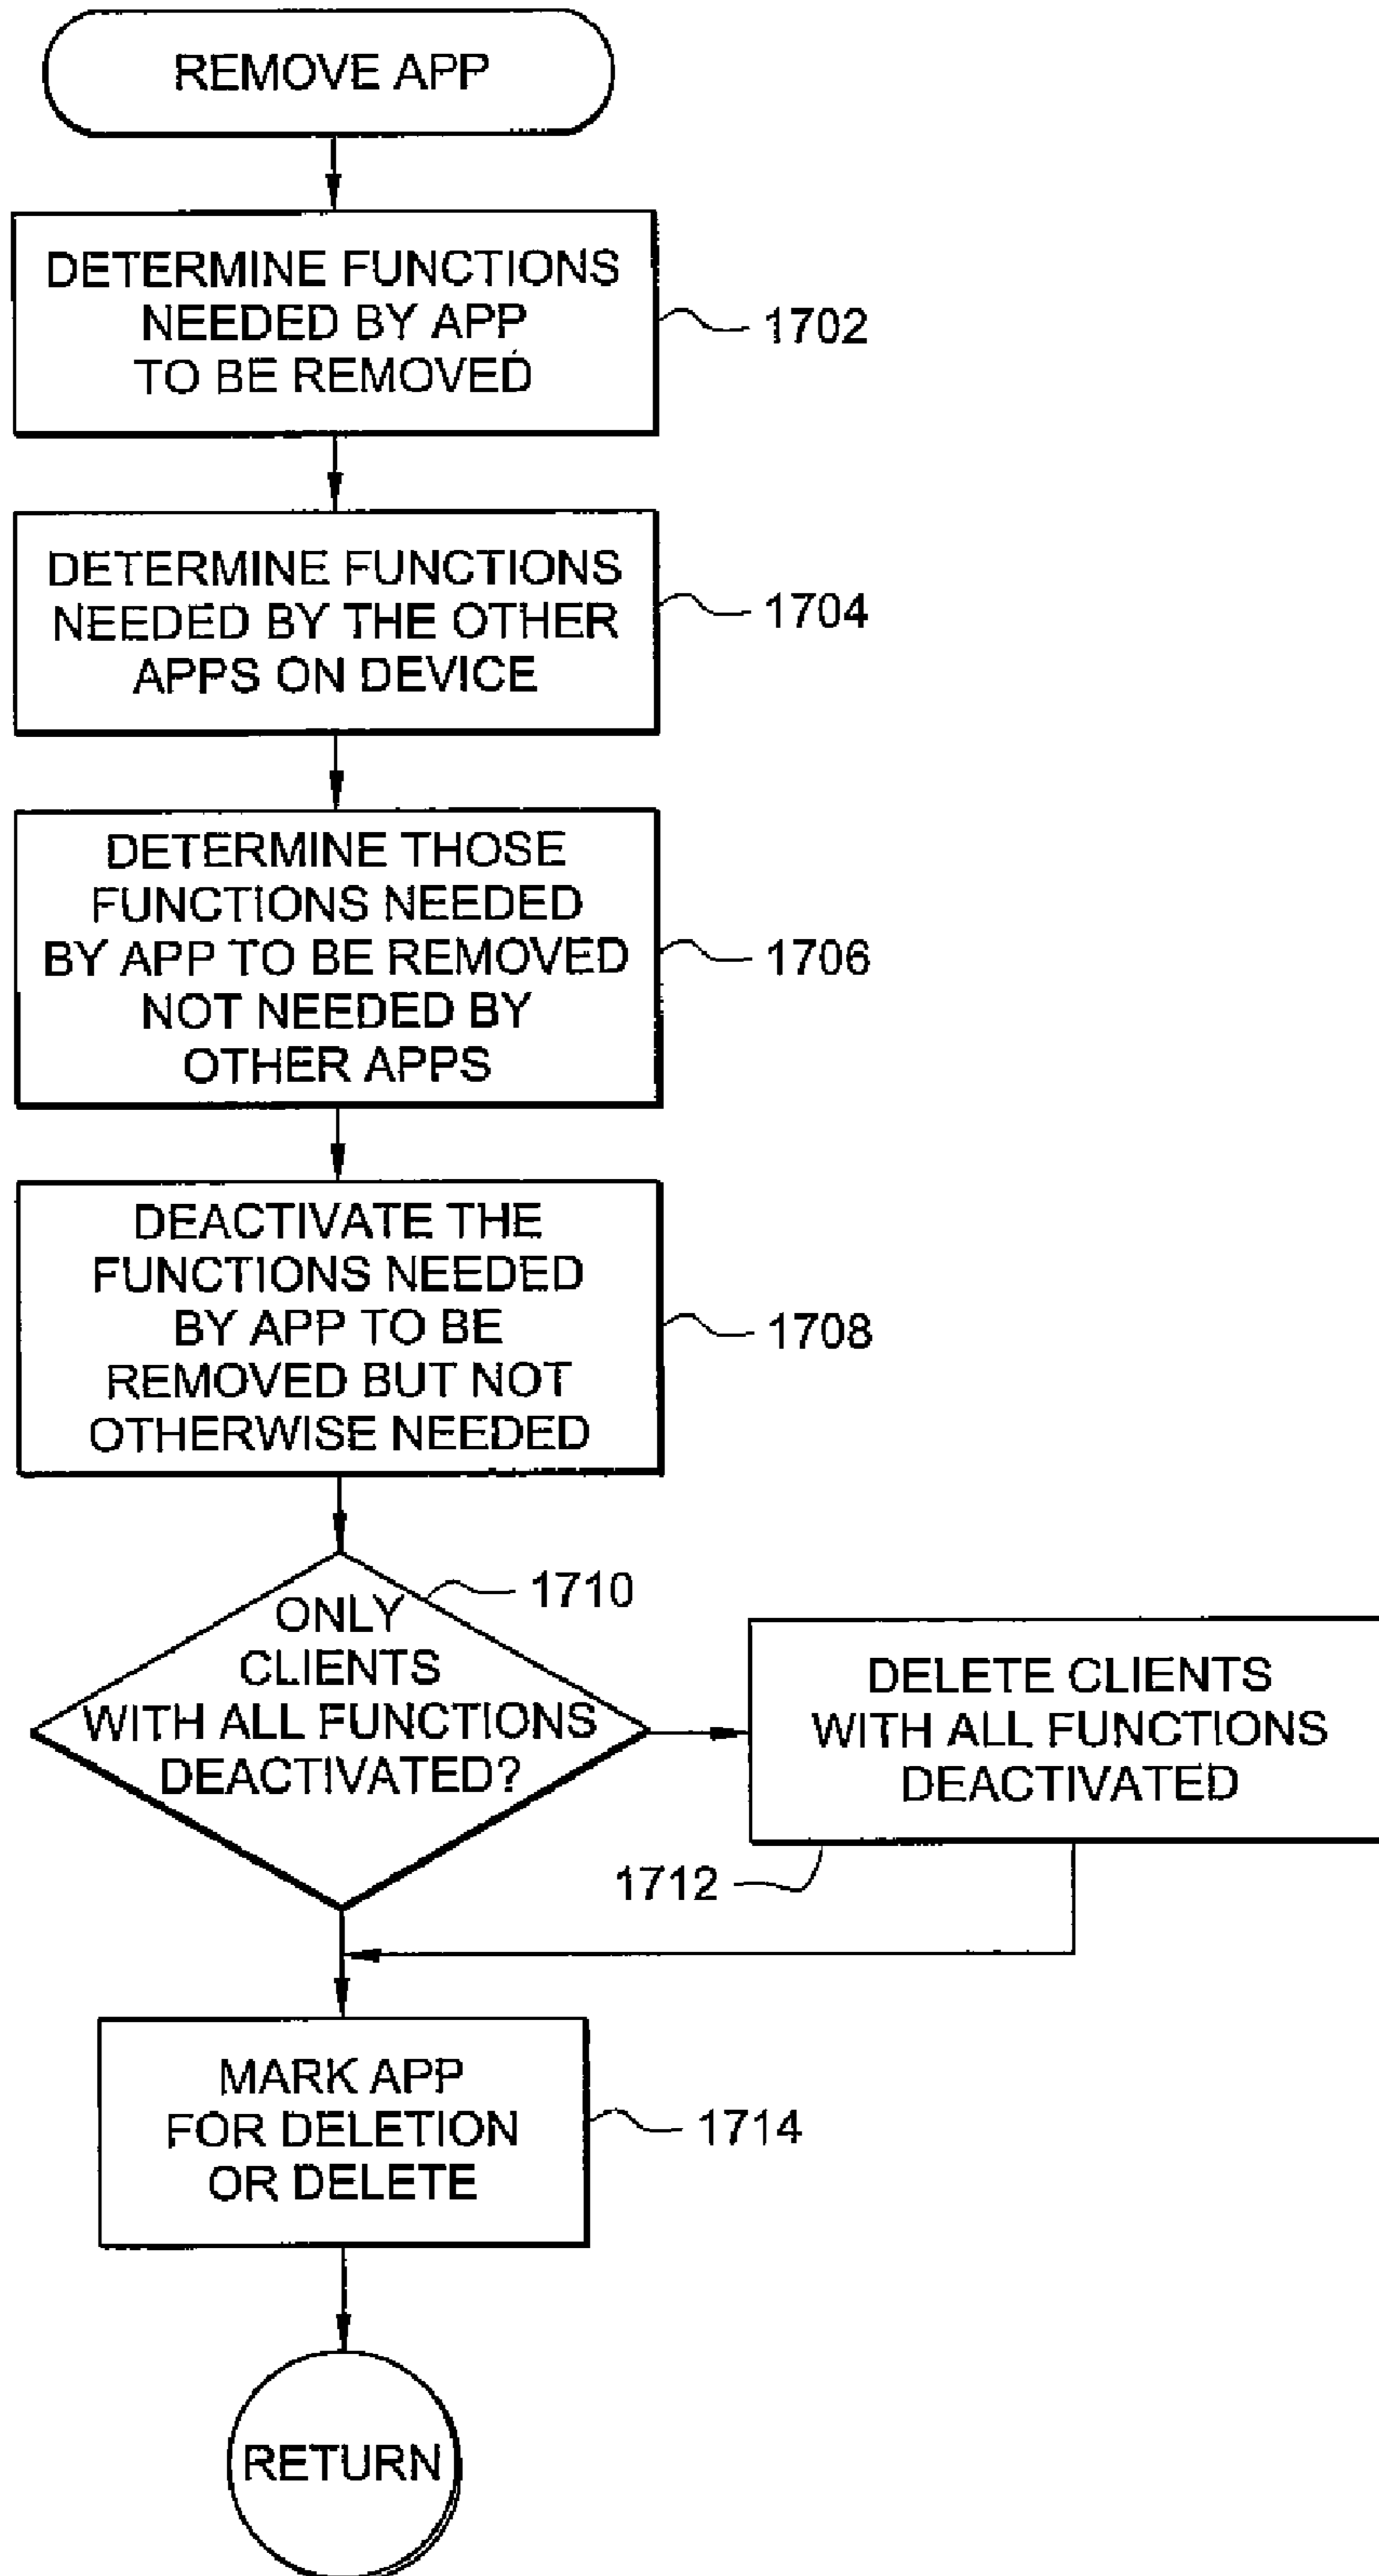 REMOVE APP
DETERMINE FUNCTIONS
NEEDED BY APP
TO BE REMOVED
1702
DETERMINE FUNCTIONS
NEEDED BY THE OTHER
APPS ON DEVICE
1704
DETERMINE THOSE
FUNCTIONS NEEDED
BY APP TO BE REMOVED
NOT NEEDED BY
OTHER APPS
1706
DEACTIVATE THE
FUNCTIONS NEEDED
BY APP TO BE
REMOVED BUT NOT
OTHERWISE NEEDED
1708
ONLY
CLIENTS
WITH ALL FUNCTIONS
DEACTIVATED?
1710
DELETE CLIENTS
WITH ALL FUNCTIONS
DEACTIVATED
1712
MARK APP
FOR DELETION
OR DELETE
1714
RETURN